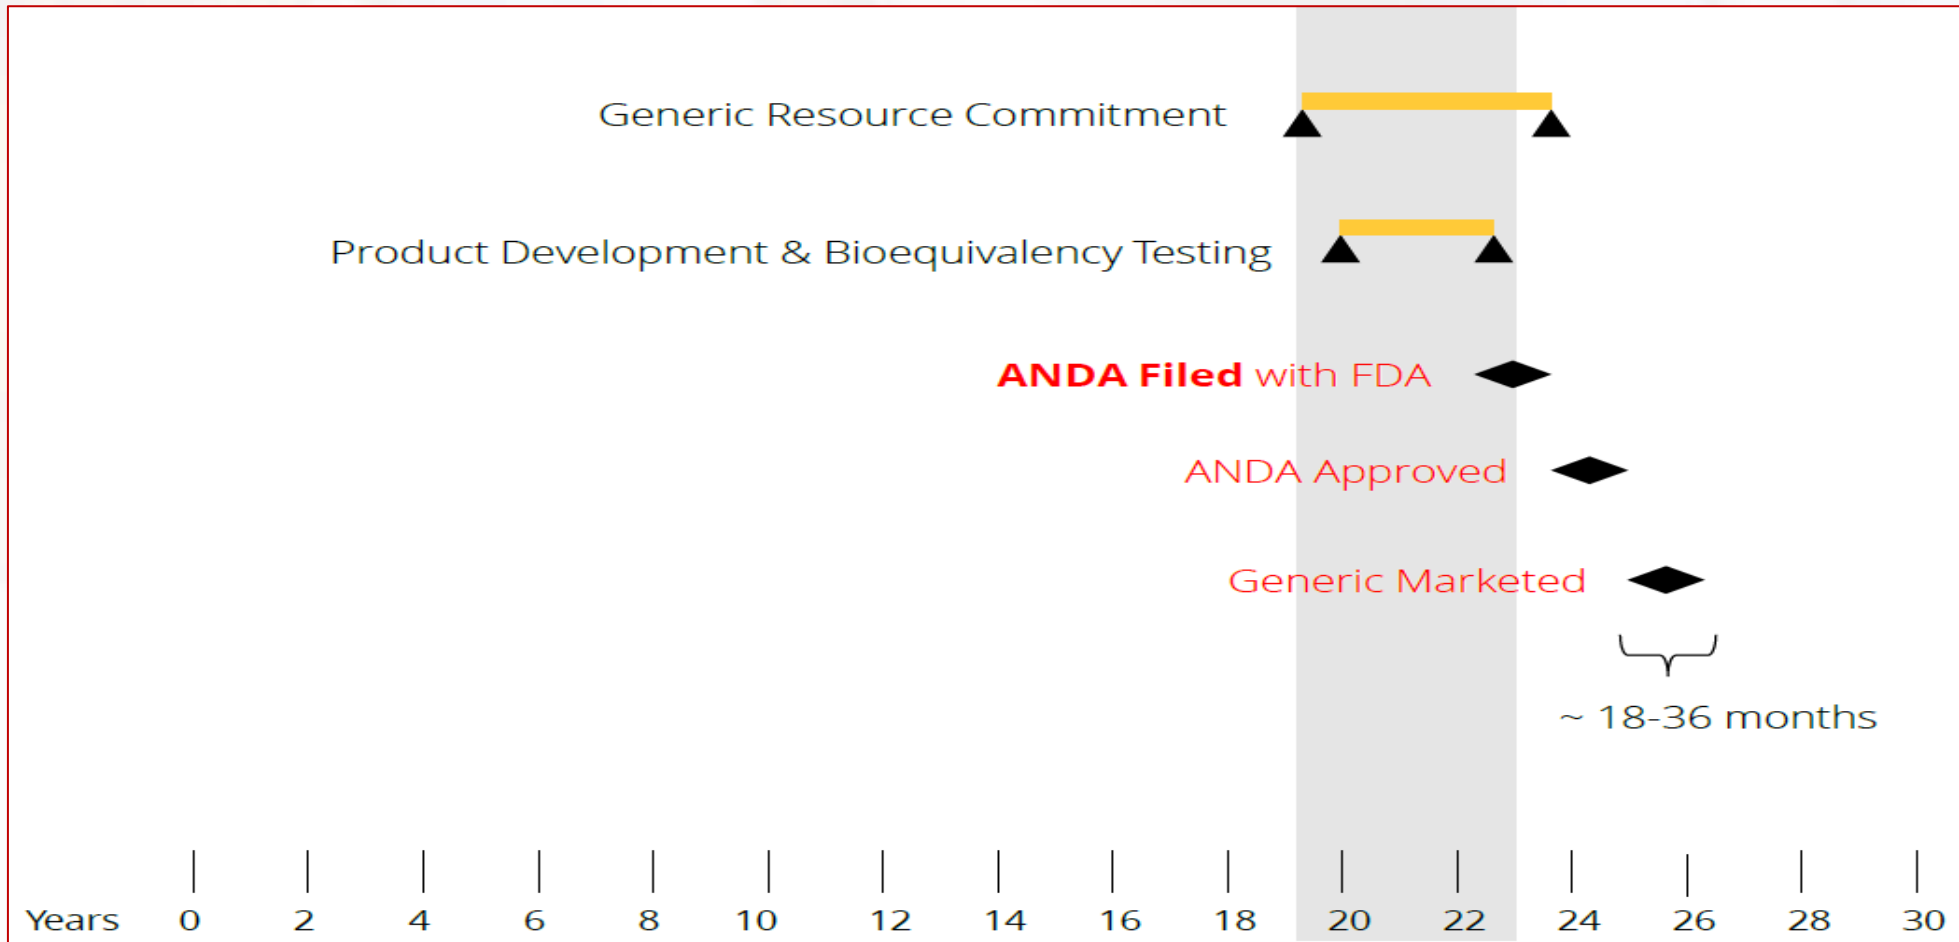 Generic Resource Commitment
Product Development & Bioequivalency Testing
ANDA Filed with FDA
ANDA Approved
Generic Marketed
~ 18-36 months
Years 0 2 4 6 8 10 12 14 16 18 20 22 24 26 28 30